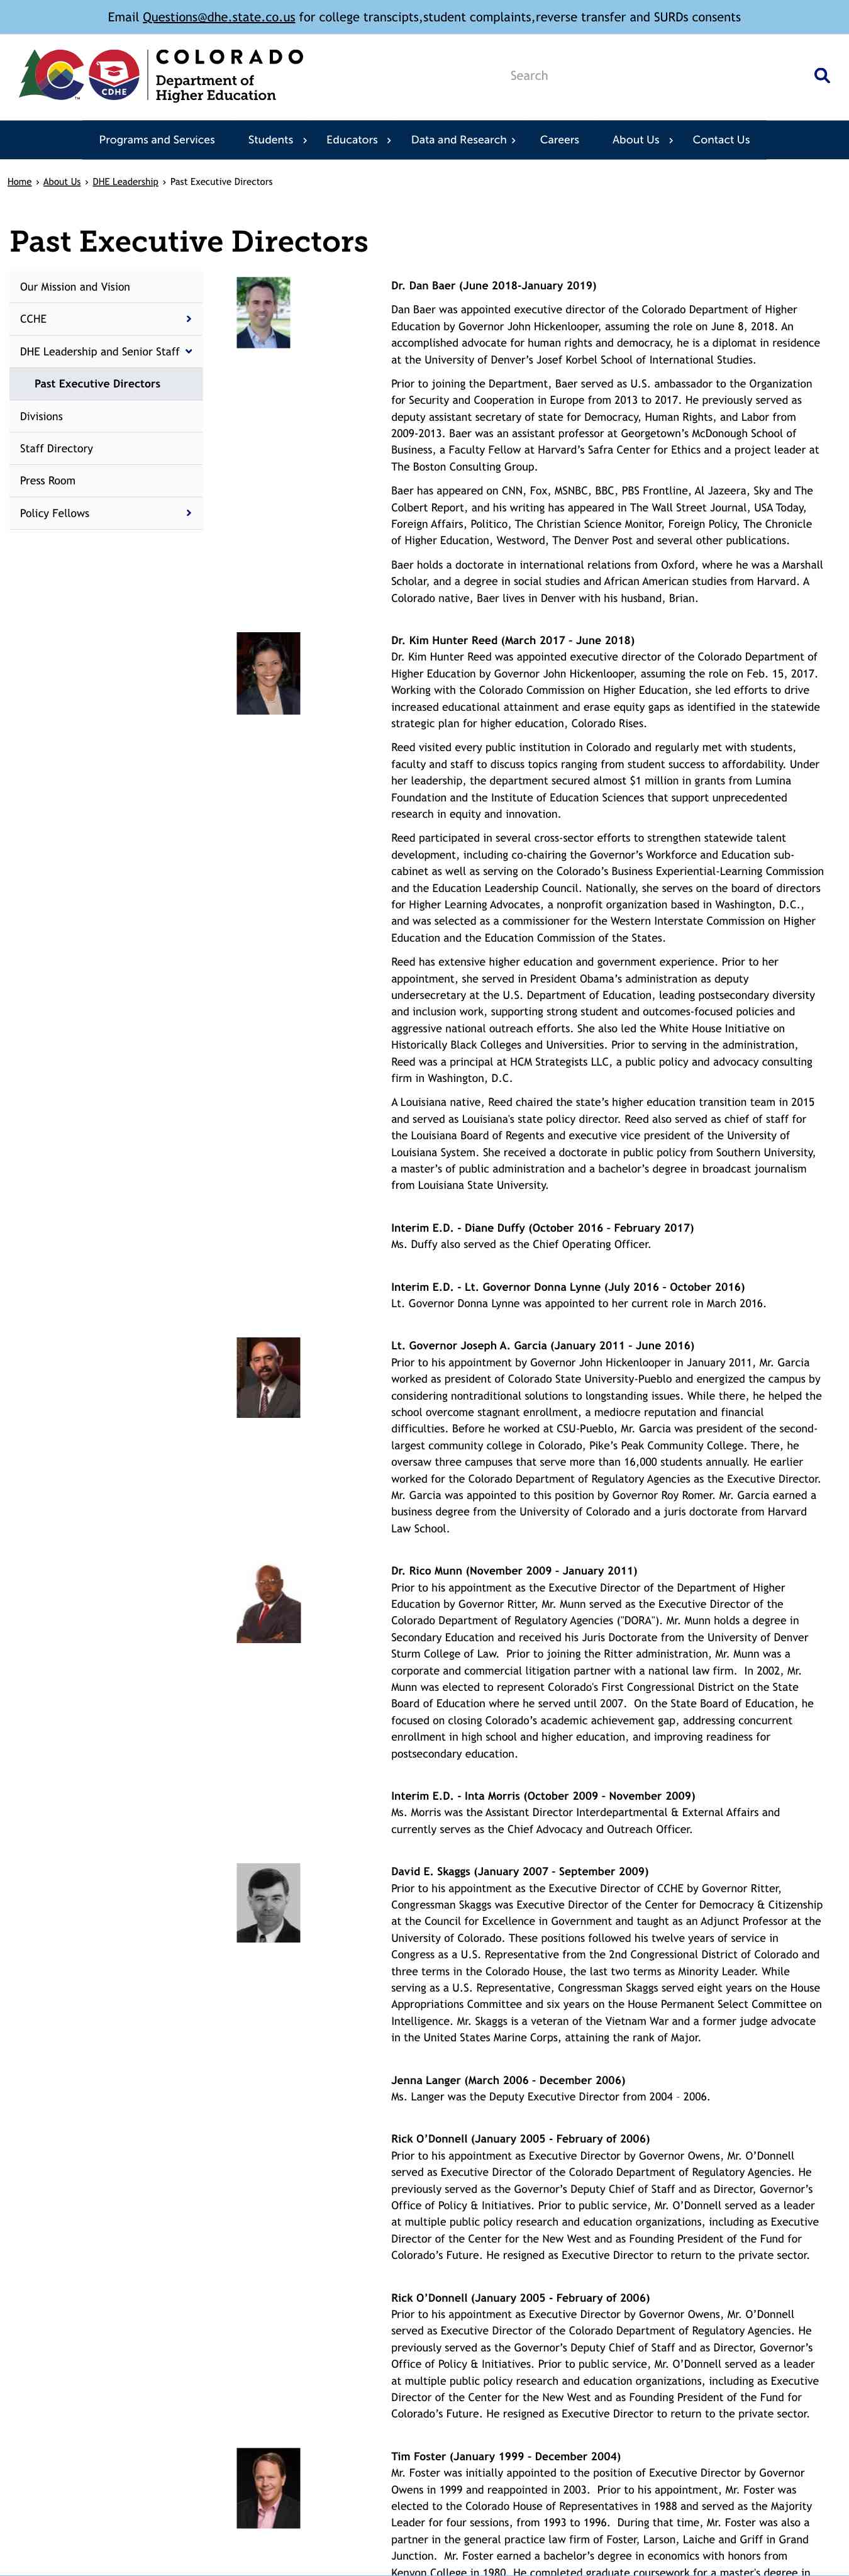 Email Questions@dhe.state.co.us for college transcipts,student complaints,reverse transfer and SURDs consents
COLORADO
Department of
Higher Education
CDHE
TM
Search
Programs and Services Students › Educators › Data and Research › Careers About Us › Contact Us
Home › About Us › DHE Leadership › Past Executive Directors
Past Executive Directors
Our Mission and Vision
CCHE
DHE Leadership and Senior Staff
Past Executive Directors
Divisions
Staff Directory
Press Room
Policy Fellows
Dr. Dan Baer (June 2018-January 2019)
Dan Baer was appointed executive director of the Colorado Department of Higher
Education by Governor John Hickenlooper, assuming the role on June 8, 2018. An
accomplished advocate for human rights and democracy, he is a diplomat in residence
at the University of Denver’s Josef Korbel School of International Studies.
Prior to joining the Department, Baer served as U.S. ambassador to the Organization
for Security and Cooperation in Europe from 2013 to 2017. He previously served as
deputy assistant secretary of state for Democracy, Human Rights, and Labor from
2009-2013. Baer was an assistant professor at Georgetown’s McDonough School of
Business, a Faculty Fellow at Harvard’s Safra Center for Ethics and a project leader at
The Boston Consulting Group.
Baer has appeared on CNN, Fox, MSNBC, BBC, PBS Frontline, Al Jazeera, Sky and The
Colbert Report, and his writing has appeared in The Wall Street Journal, USA Today,
Foreign Affairs, Politico, The Christian Science Monitor, Foreign Policy, The Chronicle
of Higher Education, Westword, The Denver Post and several other publications.
Baer holds a doctorate in international relations from Oxford, where he was a Marshall
Scholar, and a degree in social studies and African American studies from Harvard. A
Colorado native, Baer lives in Denver with his husband, Brian.
Dr. Kim Hunter Reed (March 2017 – June 2018)
Dr. Kim Hunter Reed was appointed executive director of the Colorado Department of
Higher Education by Governor John Hickenlooper, assuming the role on Feb. 15, 2017.
Working with the Colorado Commission on Higher Education, she led efforts to drive
increased educational attainment and erase equity gaps as identified in the statewide
strategic plan for higher education, Colorado Rises.
Reed visited every public institution in Colorado and regularly met with students,
faculty and staff to discuss topics ranging from student success to affordability. Under
her leadership, the department secured almost $1 million in grants from Lumina
Foundation and the Institute of Education Sciences that support unprecedented
research in equity and innovation.
Reed participated in several cross-sector efforts to strengthen statewide talent
development, including co-chairing the Governor’s Workforce and Education sub-
cabinet as well as serving on the Colorado’s Business Experiential-Learning Commission
and the Education Leadership Council. Nationally, she serves on the board of directors
for Higher Learning Advocates, a nonprofit organization based in Washington, D.C.,
and was selected as a commissioner for the Western Interstate Commission on Higher
Education and the Education Commission of the States.
Reed has extensive higher education and government experience. Prior to her
appointment, she served in President Obama’s administration as deputy
undersecretary at the U.S. Department of Education, leading postsecondary diversity
and inclusion work, supporting strong student and outcomes-focused policies and
aggressive national outreach efforts. She also led the White House Initiative on
Historically Black Colleges and Universities. Prior to serving in the administration,
Reed was a principal at HCM Strategists LLC, a public policy and advocacy consulting
firm in Washington, D.C.
A Louisiana native, Reed chaired the state’s higher education transition team in 2015
and served as Louisiana's state policy director. Reed also served as chief of staff for
the Louisiana Board of Regents and executive vice president of the University of
Louisiana System. She received a doctorate in public policy from Southern University,
a master’s of public administration and a bachelor’s degree in broadcast journalism
from Louisiana State University.
Interim E.D. - Diane Duffy (October 2016 – February 2017)
Ms. Duffy also served as the Chief Operating Officer.
Interim E.D. - Lt. Governor Donna Lynne (July 2016 – October 2016)
Lt. Governor Donna Lynne was appointed to her current role in March 2016.
Lt. Governor Joseph A. Garcia (January 2011 – June 2016)
Prior to his appointment by Governor John Hickenlooper in January 2011, Mr. Garcia
worked as president of Colorado State University-Pueblo and energized the campus by
considering nontraditional solutions to longstanding issues. While there, he helped the
school overcome stagnant enrollment, a mediocre reputation and financial
difficulties. Before he worked at CSU-Pueblo, Mr. Garcia was president of the second-
largest community college in Colorado, Pike’s Peak Community College. There, he
oversaw three campuses that serve more than 16,000 students annually. He earlier
worked for the Colorado Department of Regulatory Agencies as the Executive Director.
Mr. Garcia was appointed to this position by Governor Roy Romer. Mr. Garcia earned a
business degree from the University of Colorado and a juris doctorate from Harvard
Law School.
Dr. Rico Munn (November 2009 – January 2011)
Prior to his appointment as the Executive Director of the Department of Higher
Education by Governor Ritter, Mr. Munn served as the Executive Director of the
Colorado Department of Regulatory Agencies ("DORA"). Mr. Munn holds a degree in
Secondary Education and received his Juris Doctorate from the University of Denver
Sturm College of Law. Prior to joining the Ritter administration, Mr. Munn was a
corporate and commercial litigation partner with a national law firm. In 2002, Mr.
Munn was elected to represent Colorado's First Congressional District on the State
Board of Education where he served until 2007. On the State Board of Education, he
focused on closing Colorado’s academic achievement gap, addressing concurrent
enrollment in high school and higher education, and improving readiness for
postsecondary education.
Interim E.D. - Inta Morris (October 2009 – November 2009)
Ms. Morris was the Assistant Director Interdepartmental & External Affairs and
currently serves as the Chief Advocacy and Outreach Officer.
David E. Skaggs (January 2007 – September 2009)
Prior to his appointment as the Executive Director of CCHE by Governor Ritter,
Congressman Skaggs was Executive Director of the Center for Democracy & Citizenship
at the Council for Excellence in Government and taught as an Adjunct Professor at the
University of Colorado. These positions followed his twelve years of service in
Congress as a U.S. Representative from the 2nd Congressional District of Colorado and
three terms in the Colorado House, the last two terms as Minority Leader. While
serving as a U.S. Representative, Congressman Skaggs served eight years on the House
Appropriations Committee and six years on the House Permanent Select Committee on
Intelligence. Mr. Skaggs is a veteran of the Vietnam War and a former judge advocate
in the United States Marine Corps, attaining the rank of Major.
Jenna Langer (March 2006 – December 2006)
Ms. Langer was the Deputy Executive Director from 2004 – 2006.
Rick O’Donnell (January 2005 - February of 2006)
Prior to his appointment as Executive Director by Governor Owens, Mr. O’Donnell
served as Executive Director of the Colorado Department of Regulatory Agencies. He
previously served as the Governor’s Deputy Chief of Staff and as Director, Governor’s
Office of Policy & Initiatives. Prior to public service, Mr. O’Donnell served as a leader
at multiple public policy research and education organizations, including as Executive
Director of the Center for the New West and as Founding President of the Fund for
Colorado’s Future. He resigned as Executive Director to return to the private sector.
Rick O’Donnell (January 2005 - February of 2006)
Prior to his appointment as Executive Director by Governor Owens, Mr. O’Donnell
served as Executive Director of the Colorado Department of Regulatory Agencies. He
previously served as the Governor’s Deputy Chief of Staff and as Director, Governor’s
Office of Policy & Initiatives. Prior to public service, Mr. O’Donnell served as a leader
at multiple public policy research and education organizations, including as Executive
Director of the Center for the New West and as Founding President of the Fund for
Colorado’s Future. He resigned as Executive Director to return to the private sector.
Tim Foster (January 1999 – December 2004)
Mr. Foster was initially appointed to the position of Executive Director by Governor
Owens in 1999 and reappointed in 2003. Prior to his appointment, Mr. Foster was
elected to the Colorado House of Representatives in 1988 and served as the Majority
Leader for four sessions, from 1993 to 1996. During that time, Mr. Foster was also a
partner in the general practice law firm of Foster, Larson, Laiche and Griff in Grand
Junction. Mr. Foster earned a bachelor’s degree in economics with honors from
Kenyon College in 1980. He completed graduate coursework for a master's degree in